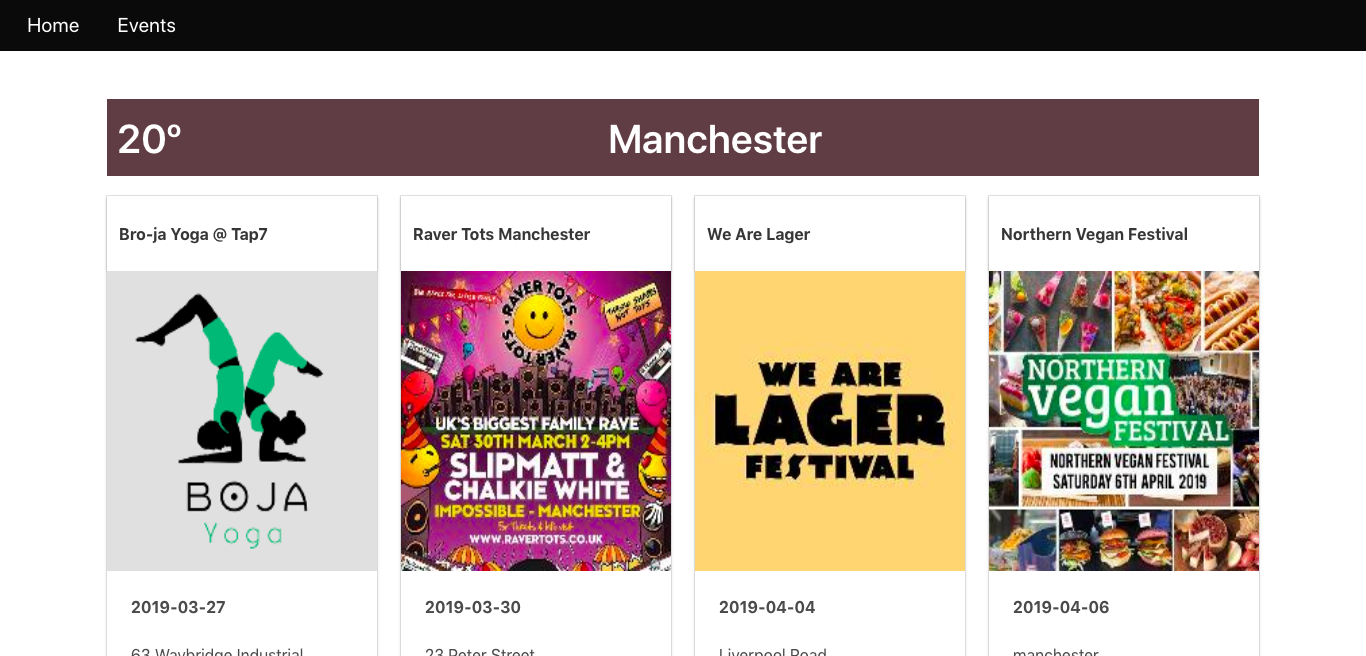 Home Events
20º Manchester
Bro-ja Yoga @ Tap7
BOJA
Yoga
2019-03-27
63 Waybridge Industrial
Raver Tots Manchester
RAVER TOTS
RAVER TOTS
THROW SHAPES
NOT TOYS
UK'S BIGGEST FAMILY RAVE
SAT 30TH MARCH 2-4PM
SLIPMATT &
CHALKIE WHITE
IMPOSSIBLE - MANCHESTER
For Tickets & Info visit
WWW.RAVERTOTS.CO.UK
2019-03-30
23 Peter Street
We Are Lager
WE ARE
LAGER
FESTIVAL
2019-04-04
Liverpool Road
Northern Vegan Festival
NORTHERN
vegan
FESTIVAL
NORTHERN VEGAN FESTIVAL
SATURDAY 6TH APRIL 2019
2019-04-06
manchester